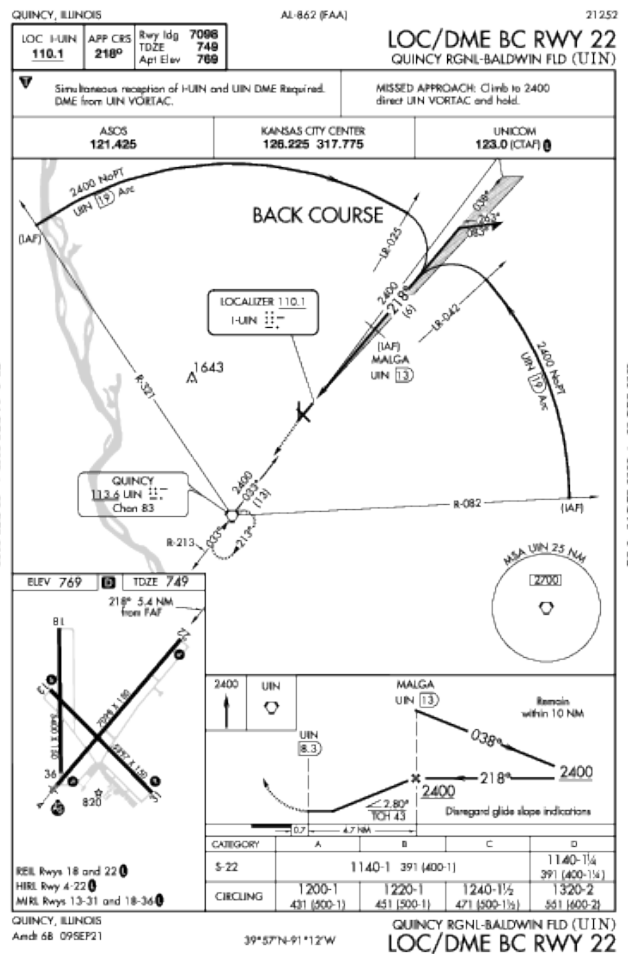 QUINCY, ILLINOIS
AL-862 (FAA)
21252
LOC I-UIN
110.1
APP CRS
218°
Rwy ldg 7098
TDZE 749
Apt Elev 769
LOC/DME BC RWY 22
QUINCY RGNL-BALDWIN FLD (UIN)
T
Simultaneous reception of I-UIN and UIN DME Required.
DME from UIN VORTAC.
MISSED APPROACH: Climb to 2400
direct UIN VORTAC and hold.
ASOS
121.425
KANSAS CITY CENTER
126.225 317.775
UNICOM
123.0 (CTAF) L
2400 NoPT
UIN 19 Arc
(IAF)
BACK COURSE
LR-025
038°
263°
083°
LOCALIZER 110.1
I-UIN
2400
218°
(6)
LR-042
(IAF)
MALGA
UIN 13
2400 NoPT
UIN 19 Arc
1643
R-321
QUINCY
113.6 UIN
Chan 83
2400
033°
(13)
R-082
(IAF)
R-213
033°
213°
MSA UIN 25 NM
2700
ELEV 769
D
TDZE 749
218° 5.4 NM
from FAF
18
22
13
7098 X 150
5400 X 150
5397 X 150
36
4
31
820
2400
UIN
MALGA
UIN 13
Remain
within 10 NM
UIN
8.3
038°
218°
2400
2400
2.80°
TCH 43
Disregard glide slope indications
0.7
4.7 NM
CATEGORY A B C D
S-22 1140-1 391 (400-1) 1140-1¼
391 (400-1¼)
CIRCLING 1200-1 1220-1 1240-1½ 1320-2
431 (500-1) 451 (500-1) 471 (500-1½) 551 (600-2)
REIL Rwys 18 and 22 L
HIRL Rwy 4-22 L
MIRL Rwys 13-31 and 18-36 L
QUINCY, ILLINOIS
Amdt 6B 09SEP21
39°57'N-91°12'W
QUINCY RGNL-BALDWIN FLD (UIN)
LOC/DME BC RWY 22